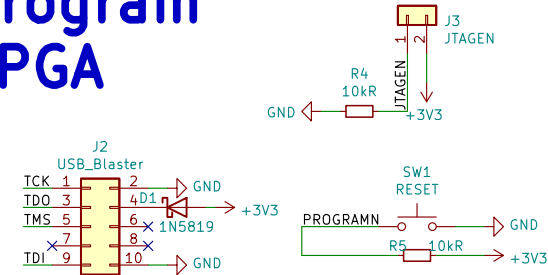 rogram
PGA
J3
JTAGEN
1
2
JTAGEN
R4
10kR
GND
+3V3
J2
USB_Blaster
TCK 1 2 GND
TDO 3 4 D1 +3V3
TMS 5 6 1N5819
7 8
TDI 9 10 GND
SW1
RESET
PROGRAMN GND
R5 10kR
+3V3